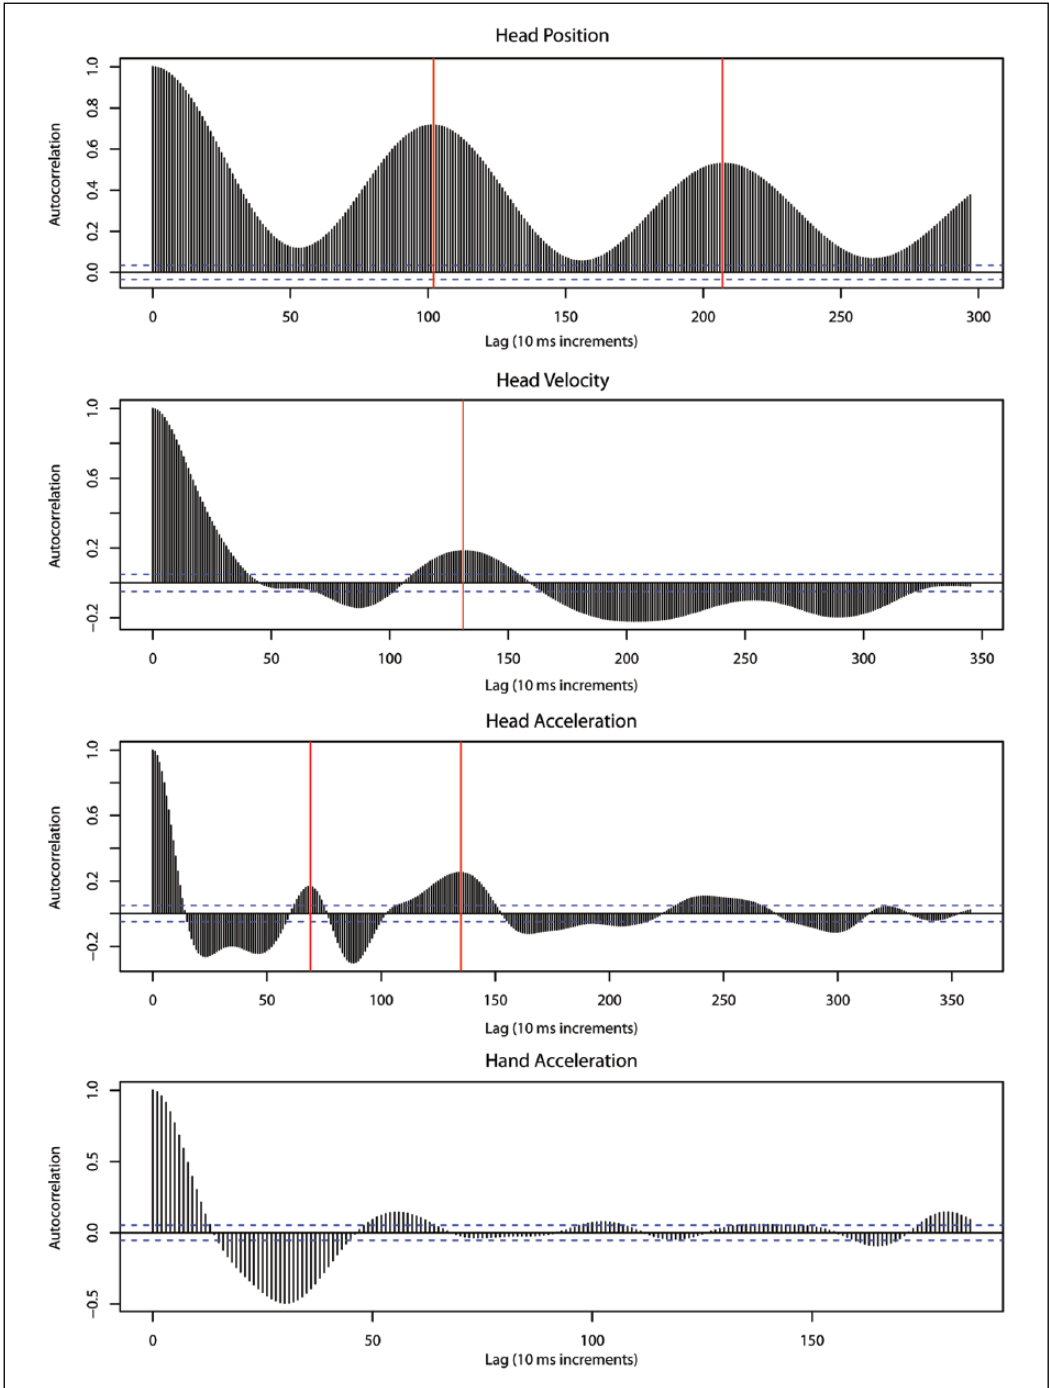 Head Position
Autocorrelation
1.0
0.8
0.6
0.4
0.2
0.0
0 50 100 150 200 250 300
Lag (10 ms increments)
Head Velocity
Autocorrelation
1.0
0.6
0.2
−0.2
0 50 100 150 200 250 300 350
Lag (10 ms increments)
Head Acceleration
Autocorrelation
1.0
0.6
0.2
−0.2
0 50 100 150 200 250 300 350
Lag (10 ms increments)
Hand Acceleration
Autocorrelation
1.0
0.5
0.0
−0.5
0 50 100 150
Lag (10 ms increments)